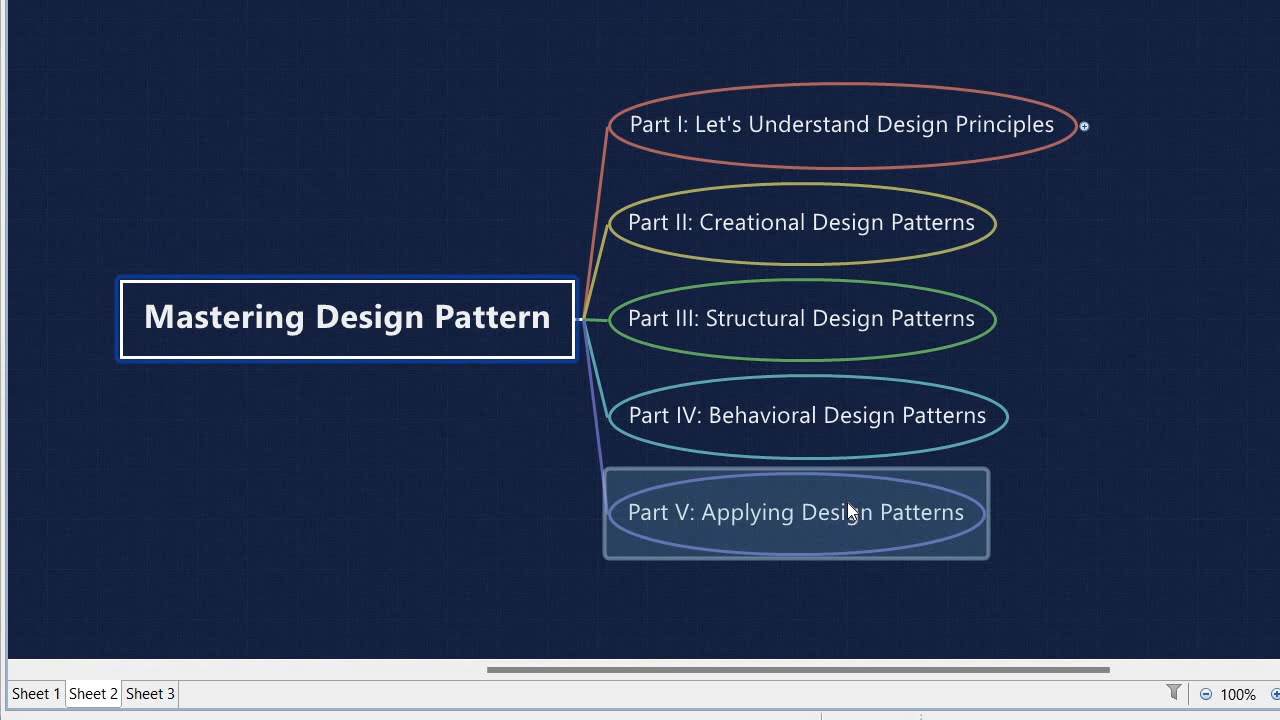 Part I: Let's Understand Design Principles
Part II: Creational Design Patterns
Mastering Design Pattern
Part III: Structural Design Patterns
Part IV: Behavioral Design Patterns
Part V: Applying Design Patterns
Sheet 1 Sheet 2 Sheet 3 100%